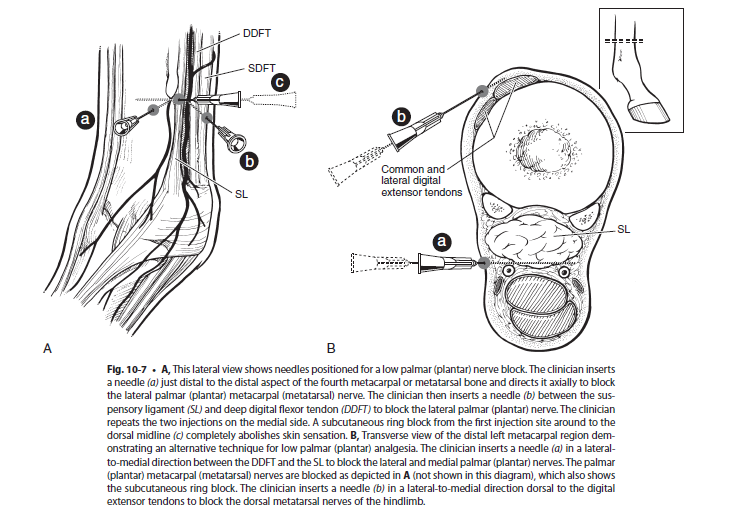 DDFT
SDFT
c
a
b
SL
A
b
Common and
lateral digital
extensor tendons
a
SL
B
Fig. 10-7 • A, This lateral view shows needles positioned for a low palmar (plantar) nerve block. The clinician inserts
a needle (a) just distal to the distal aspect of the fourth metacarpal or metatarsal bone and directs it axially to block
the lateral palmar (plantar) metacarpal (metatarsal) nerve. The clinician then inserts a needle (b) between the sus-
pensory ligament (SL) and deep digital flexor tendon (DDFT) to block the lateral palmar (plantar) nerve. The clinician
repeats the two injections on the medial side. A subcutaneous ring block from the first injection site around to the
dorsal midline (c) completely abolishes skin sensation. B, Transverse view of the distal left metacarpal region dem-
onstrating an alternative technique for low palmar (plantar) analgesia. The clinician inserts a needle (a) in a lateral-
to-medial direction between the DDFT and the SL to block the lateral and medial palmar (plantar) nerves. The palmar
(plantar) metacarpal (metatarsal) nerves are blocked as depicted in A (not shown in this diagram), which also shows
the subcutaneous ring block. The clinician inserts a needle (b) in a lateral-to-medial direction dorsal to the digital
extensor tendons to block the dorsal metatarsal nerves of the hindlimb.